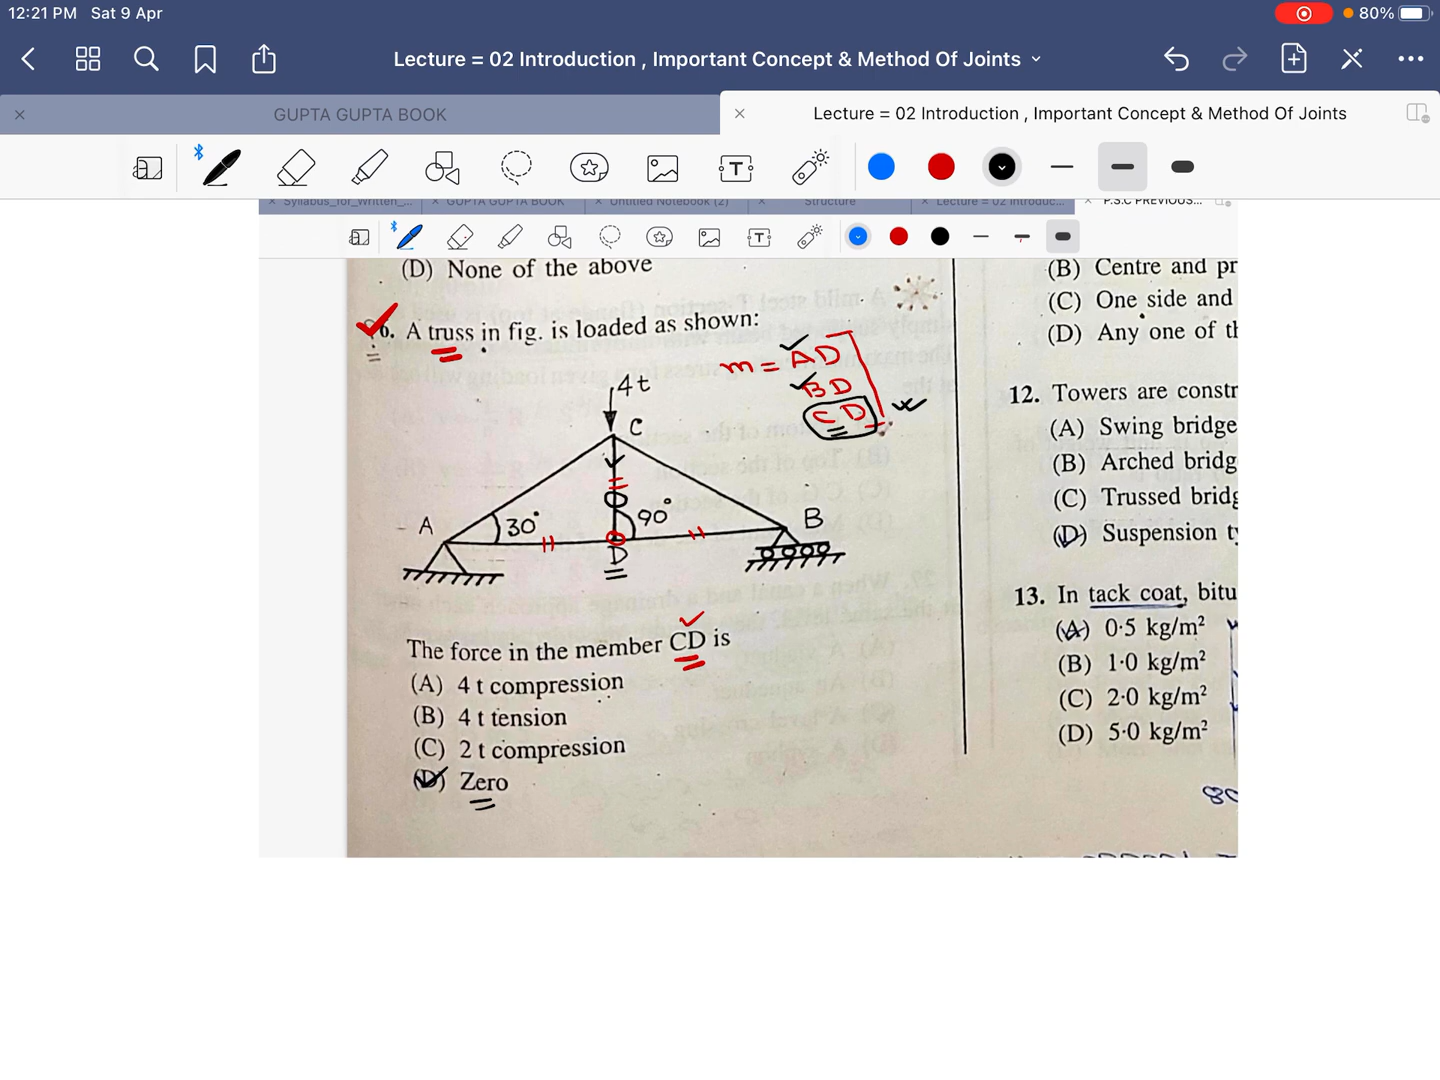 12:21 PM Sat 9 Apr
80%
Lecture = 02 Introduction , Important Concept & Method Of Joints
GUPTA GUPTA BOOK
Lecture = 02 Introduction , Important Concept & Method Of Joints
Syllabus_for_Written_...
GUPTA GUPTA BOOK
Untitled Notebook (2)
Structure
Lecture = 02 Introduc...
P.S.C PREVIOUS...
(D) None of the above
6. A truss in fig. is loaded as shown:
m = AD
BD
CD
4t
C
A
30°
90°
B
D
The force in the member CD is
(A) 4 t compression
(B) 4 t tension
(C) 2 t compression
(D) Zero
(B) Centre and pr
(C) One side and
(D) Any one of th
12. Towers are constr
(A) Swing bridge
(B) Arched bridg
(C) Trussed bridg
(D) Suspension ty
13. In tack coat, bitu
(A) 0·5 kg/m²
(B) 1·0 kg/m²
(C) 2·0 kg/m²
(D) 5·0 kg/m²